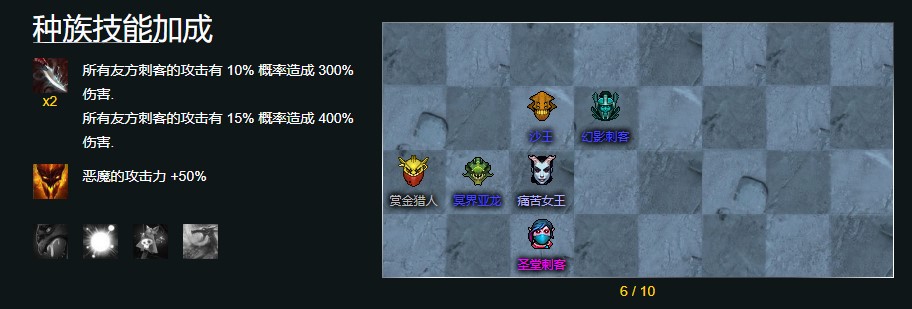 种族技能加成
x2
所有友方刺客的攻击有 10% 概率造成 300%
伤害.
所有友方刺客的攻击有 15% 概率造成 400%
伤害.
恶魔的攻击力 +50%
沙王
幻影刺客
赏金猎人
冥界亚龙
痛苦女王
圣堂刺客
6 / 10